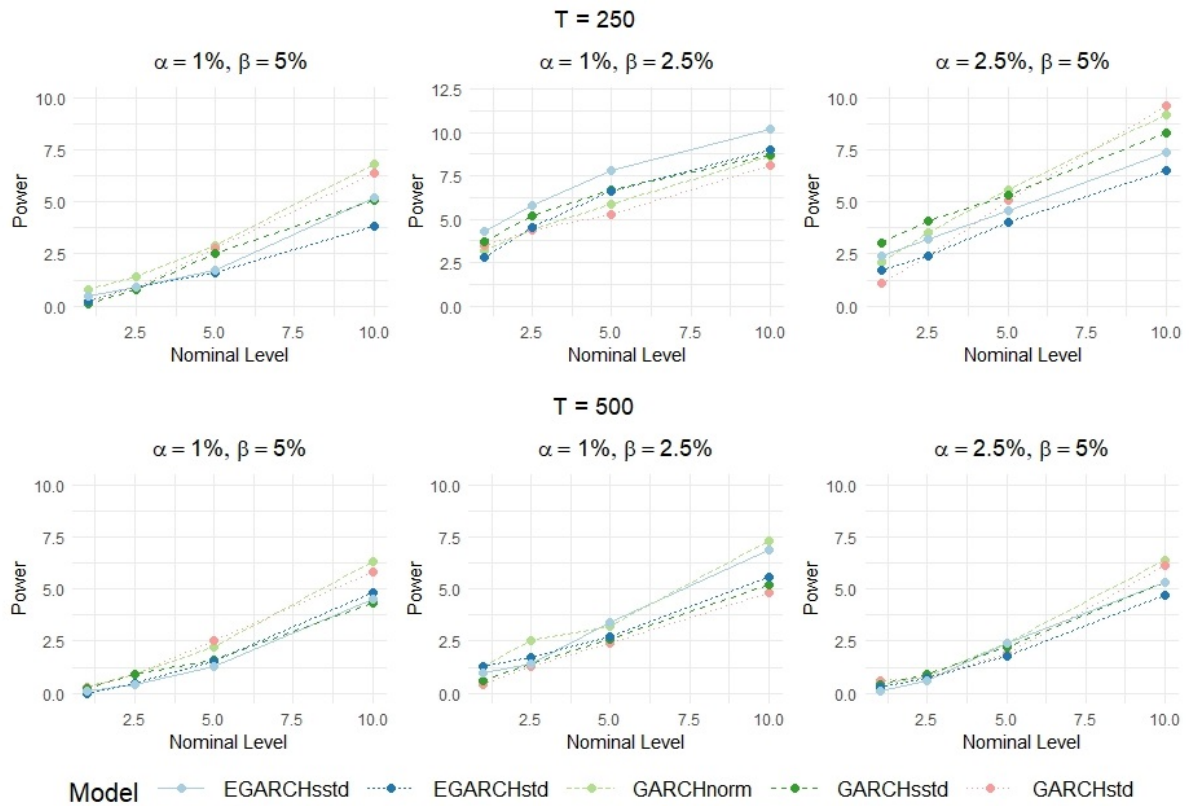 T = 250
α = 1%, β = 5%
α = 1%, β = 2.5%
α = 2.5%, β = 5%
10.0
7.5
5.0
2.5
0.0
Power
2.5 5.0 7.5 10.0
Nominal Level
12.5
10.0
7.5
5.0
2.5
0.0
Power
2.5 5.0 7.5 10.0
Nominal Level
10.0
7.5
5.0
2.5
0.0
Power
2.5 5.0 7.5 10.0
Nominal Level
T = 500
α = 1%, β = 5%
α = 1%, β = 2.5%
α = 2.5%, β = 5%
10.0
7.5
5.0
2.5
0.0
Power
2.5 5.0 7.5 10.0
Nominal Level
10.0
7.5
5.0
2.5
0.0
Power
2.5 5.0 7.5 10.0
Nominal Level
10.0
7.5
5.0
2.5
0.0
Power
2.5 5.0 7.5 10.0
Nominal Level
Model EGARCHsstd EGARCHstd GARCHnorm GARCHsstd GARCHstd